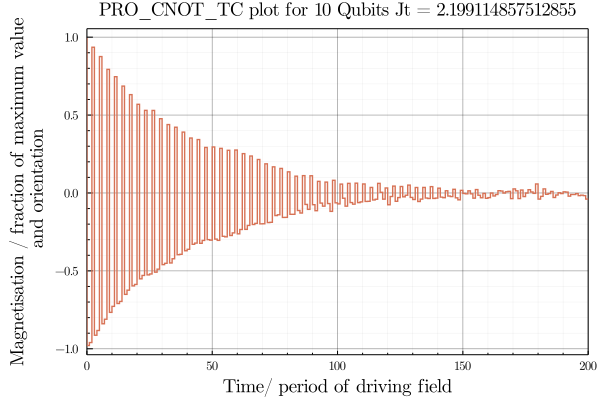 PRO_CNOT_TC plot for 10 Qubits Jt = 2.199114857512855
Magnetisation / fraction of maximum value
and orientation
1.0
0.5
0.0
−0.5
−1.0
0 50 100 150 200
Time/ period of driving field